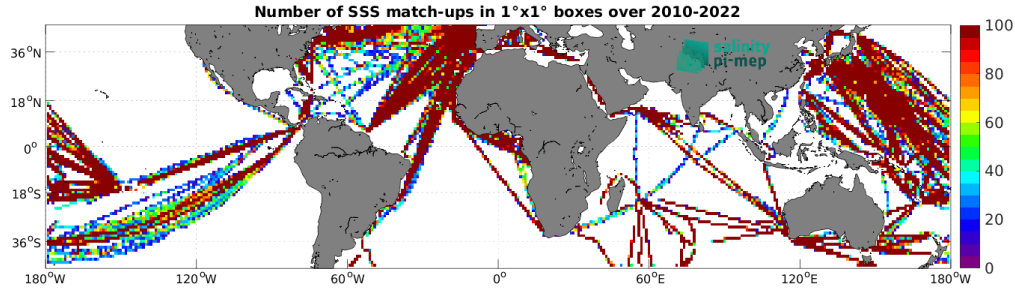 Number of SSS match-ups in 1°x1° boxes over 2010-2022
salinity
pi-mep
36°N
18°N
0°
18°S
36°S
180°W
120°W
60°W
0°
60°E
120°E
180°W
100
80
60
40
20
0